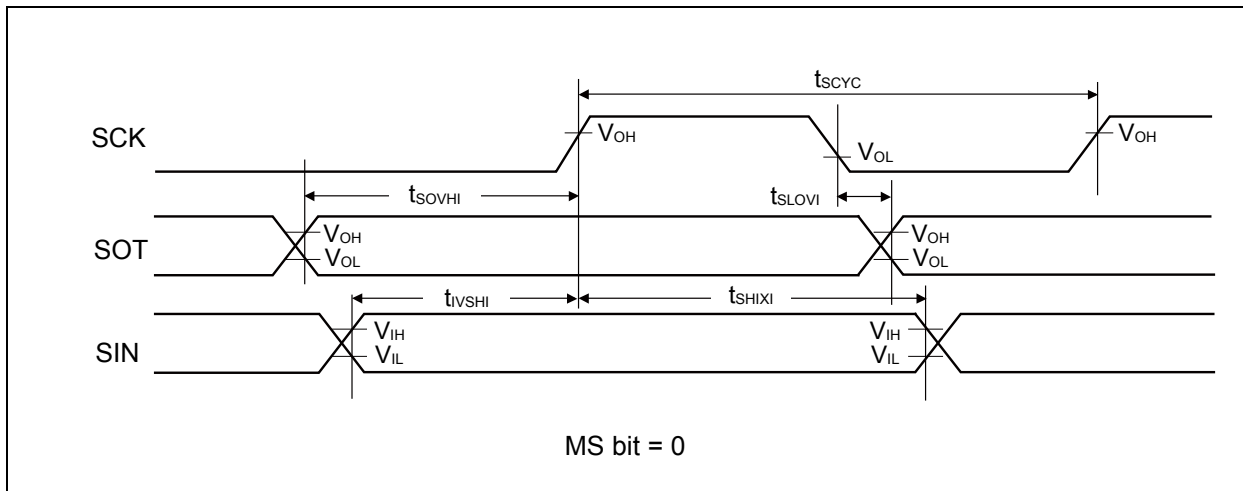 tSCYC
SCK
VOH
VOL
VOH
tSOVHI
tSLOVI
SOT
VOH
VOL
VOH
VOL
tIVSHI
tSHIXI
SIN
VIH
VIL
VIH
VIL
MS bit = 0